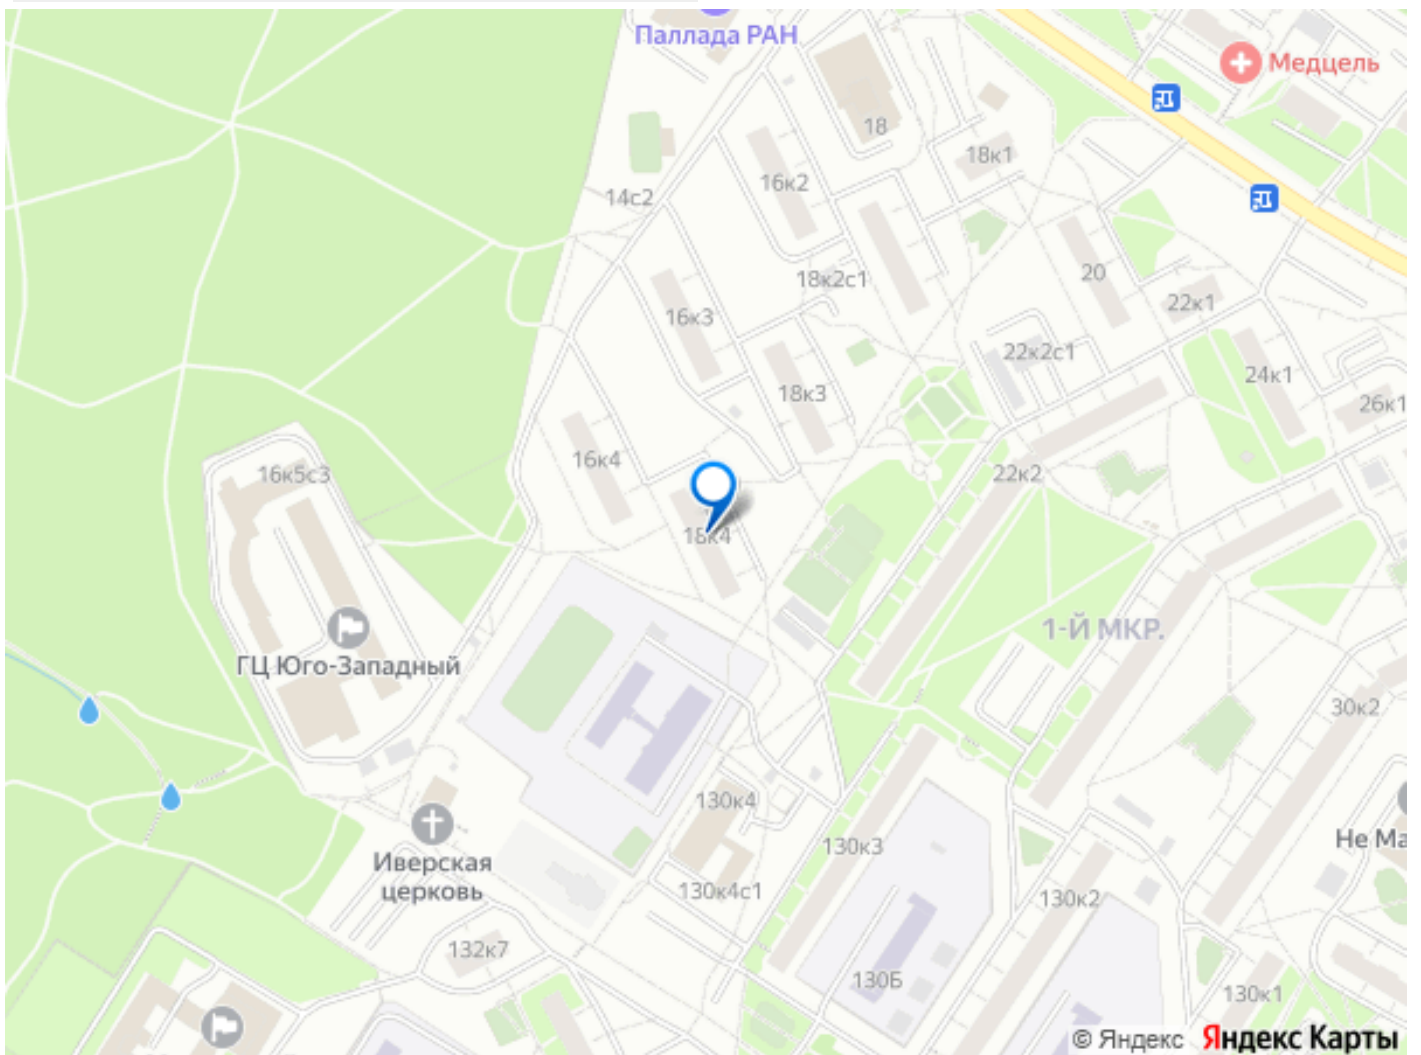 Паллада РАН
Медцель
18
18к1
16к2
14с2
18к2с1
20
22к1
16к3
22к2с1
24к1
18к3
26к1
16к4
22к2
16к5с3
18к4
1-Й МКР.
ГЦ Юго-Западный
30к2
130к4
Не Ма
130к3
Иверская
церковь
130к4с1
130к2
132к7
130Б
130к1
© Яндекс Яндекс Карты